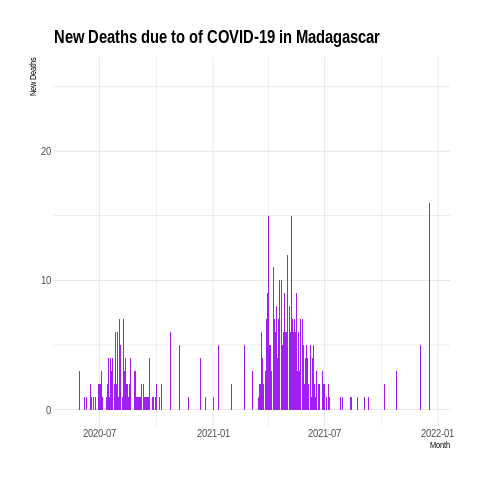 New Deaths due to of COVID-19 in Madagascar
New Deaths
20
10
0
2020-07 2021-01 2021-07 2022-01
Month